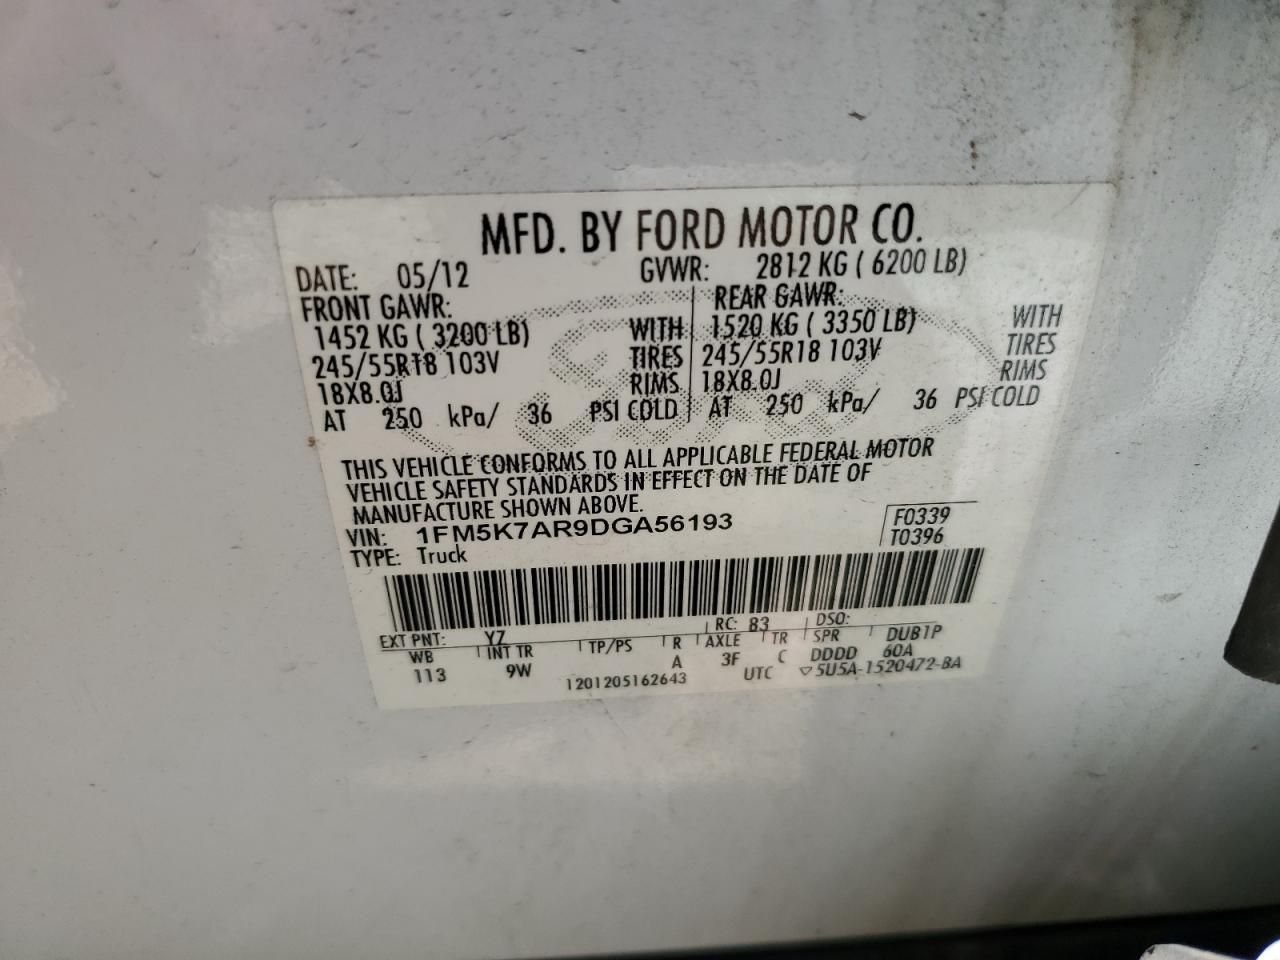 MFD. BY FORD MOTOR CO.
DATE: 05/12 GVWR: 2812 KG ( 6200 LB)
FRONT GAWR: REAR GAWR:
1452 KG ( 3200 LB) WITH 1520 KG ( 3350 LB) WITH
245/55R18 103V TIRES 245/55R18 103V TIRES
18X8.0J RIMS 18X8.0J RIMS
AT 250 kPa/ 36 PSI COLD AT 250 kPa/ 36 PSI COLD
THIS VEHICLE CONFORMS TO ALL APPLICABLE FEDERAL MOTOR
VEHICLE SAFETY STANDARDS IN EFFECT ON THE DATE OF
MANUFACTURE SHOWN ABOVE.
VIN: 1FM5K7AR9DGA56193 F0339
TYPE: Truck T0396
EXT PNT: YZ RC: 83 DSO:
WB INT TR TP/PS R AXLE TR SPR DUB1P
113 9W A 3F C DDDD 60A
1201205162643 UTC ▽5U5A-1520472-BA